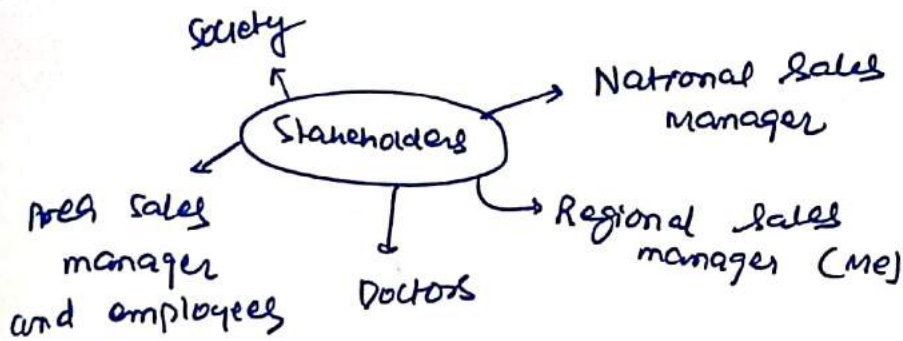 Society
Stakeholders
National Sales
manager
Regional Sales
manager (Me)
Doctors
Area Sales
manager
and employees